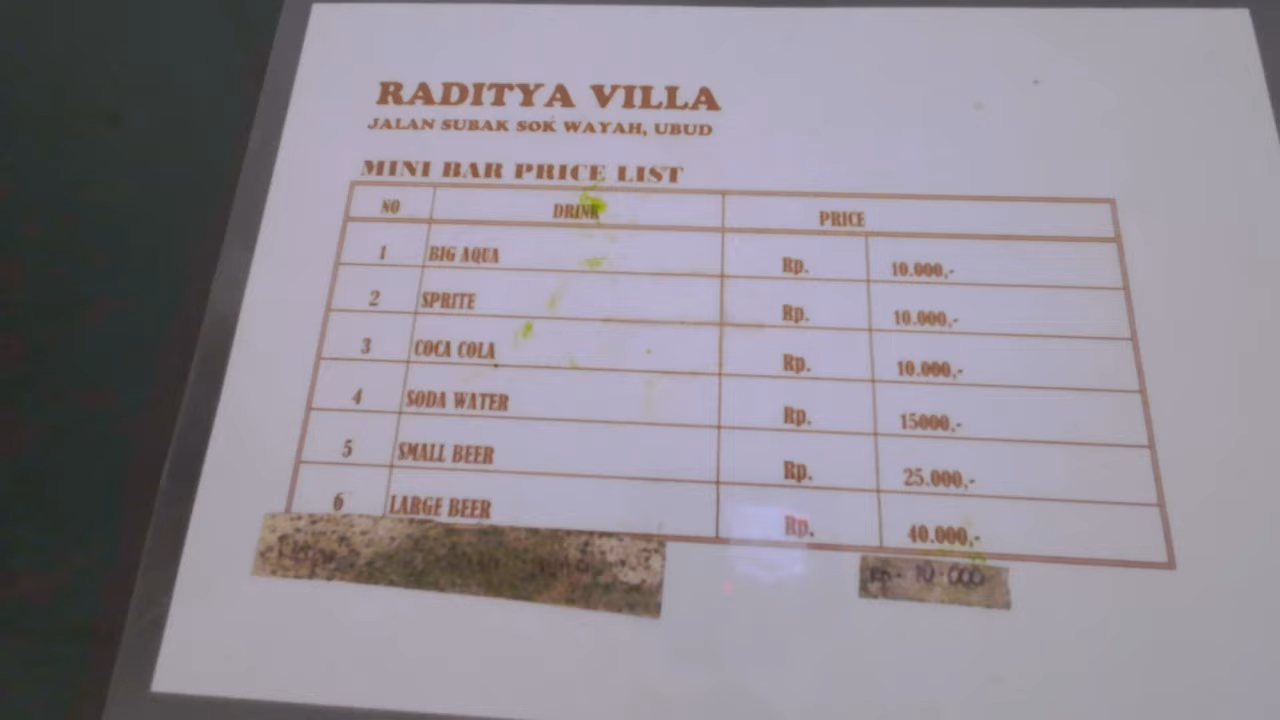 RADITYA VILLA
JALAN SUBAK SOK WAYAH, UBUD
MINI BAR PRICE LIST
NO DRINK PRICE
1 BIG AQUA Rp. 10.000,-
2 SPRITE Rp. 10.000,-
3 COCA COLA Rp. 10.000,-
4 SODA WATER Rp. 15000,-
5 SMALL BEER Rp. 25.000,-
6 LARGE BEER Rp. 40.000,-
Rp- 10.000